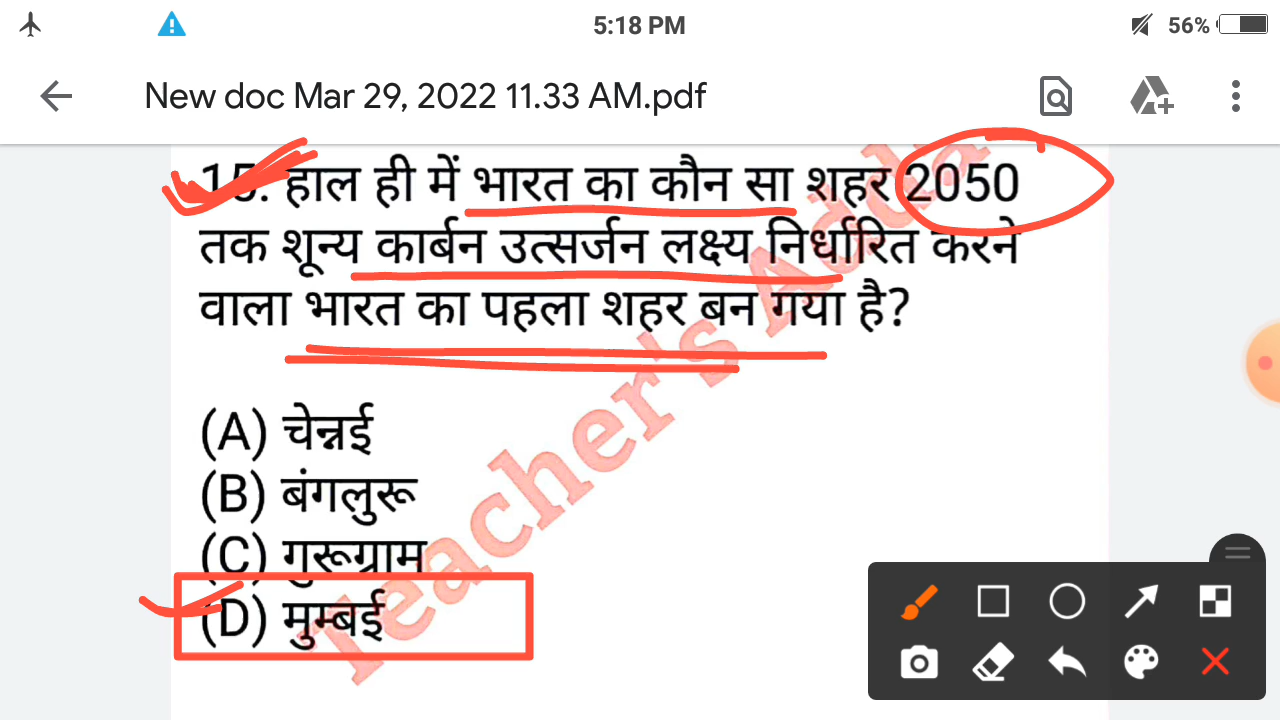 5:18 PM
56%
New doc Mar 29, 2022 11.33 AM.pdf
15. हाल ही में भारत का कौन सा शहर 2050
तक शून्य कार्बन उत्सर्जन लक्ष्य निर्धारित करने
वाला भारत का पहला शहर बन गया है?
(A) चेन्नई
(B) बंगलुरू
(C) गुरूग्राम
(D) मुम्बई
Teacher's Adda